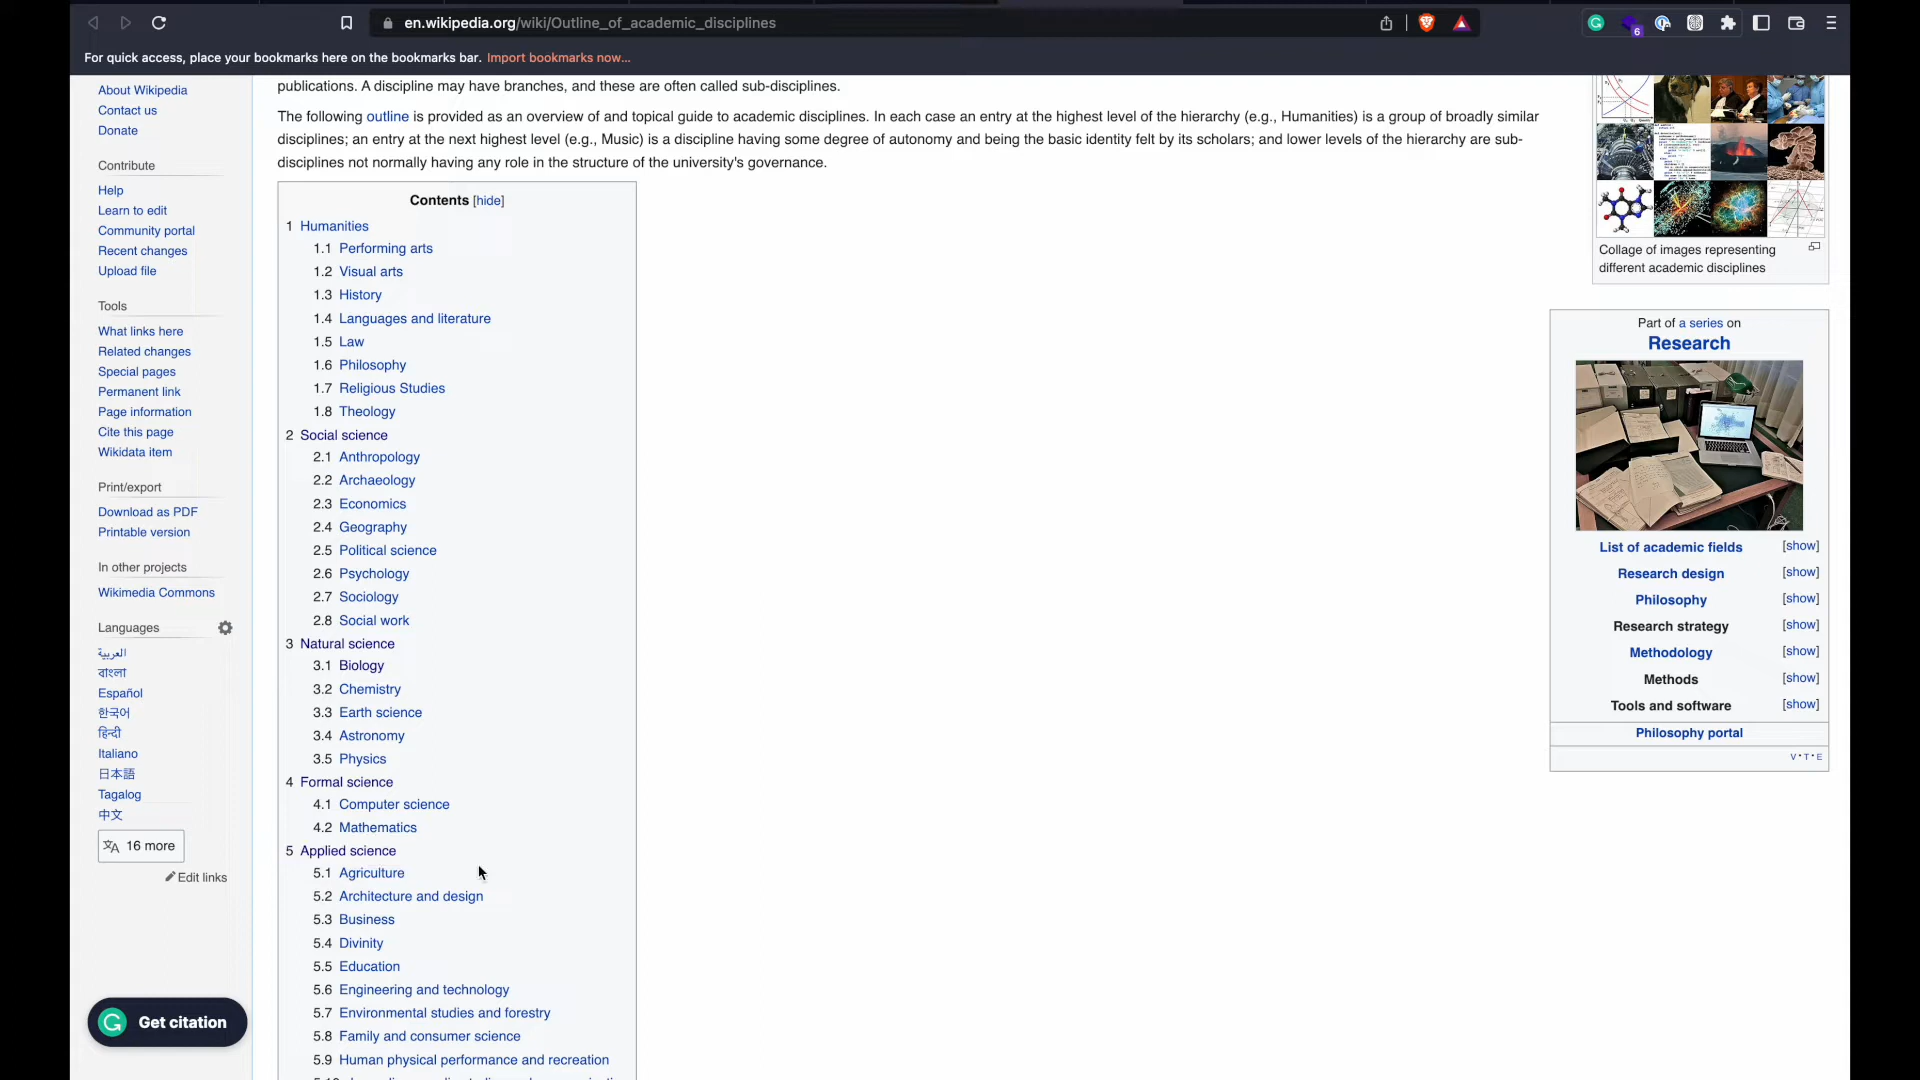 en.wikipedia.org/wiki/Outline_of_academic_disciplines
6
For quick access, place your bookmarks here on the bookmarks bar. Import bookmarks now...
About Wikipedia
Contact us
Donate
Contribute
Help
Learn to edit
Community portal
Recent changes
Upload file
Tools
What links here
Related changes
Special pages
Permanent link
Page information
Cite this page
Wikidata item
Print/export
Download as PDF
Printable version
In other projects
Wikimedia Commons
Languages
العربية
বাংলা
Español
한국어
हिन्दी
Italiano
日本語
Tagalog
中文
16 more
Edit links
Get citation
publications. A discipline may have branches, and these are often called sub-disciplines.
The following outline is provided as an overview of and topical guide to academic disciplines. In each case an entry at the highest level of the hierarchy (e.g., Humanities) is a group of broadly similar
disciplines; an entry at the next highest level (e.g., Music) is a discipline having some degree of autonomy and being the basic identity felt by its scholars; and lower levels of the hierarchy are sub-
disciplines not normally having any role in the structure of the university's governance.
Contents [hide]
1 Humanities
1.1 Performing arts
1.2 Visual arts
1.3 History
1.4 Languages and literature
1.5 Law
1.6 Philosophy
1.7 Religious Studies
1.8 Theology
2 Social science
2.1 Anthropology
2.2 Archaeology
2.3 Economics
2.4 Geography
2.5 Political science
2.6 Psychology
2.7 Sociology
2.8 Social work
3 Natural science
3.1 Biology
3.2 Chemistry
3.3 Earth science
3.4 Astronomy
3.5 Physics
4 Formal science
4.1 Computer science
4.2 Mathematics
5 Applied science
5.1 Agriculture
5.2 Architecture and design
5.3 Business
5.4 Divinity
5.5 Education
5.6 Engineering and technology
5.7 Environmental studies and forestry
5.8 Family and consumer science
5.9 Human physical performance and recreation
Collage of images representing
different academic disciplines
Part of a series on
Research
List of academic fields [show]
Research design [show]
Philosophy [show]
Research strategy [show]
Methodology [show]
Methods [show]
Tools and software [show]
Philosophy portal
V·T·E